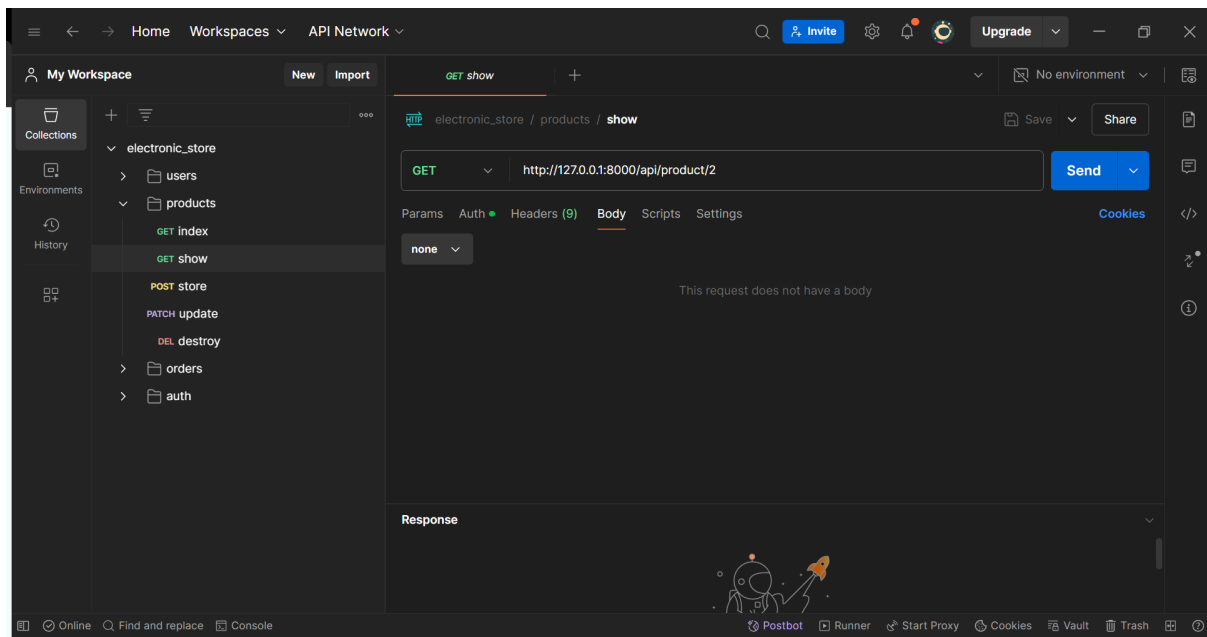 Home Workspaces API Network Invite Upgrade
My Workspace New Import GET show No environment
Collections
Environments
History
electronic_store
users
products
GET index
GET show
POST store
PATCH update
DEL destroy
orders
auth
HTTP electronic_store / products / show Save Share
GET http://127.0.0.1:8000/api/product/2 Send
Params Auth Headers (9) Body Scripts Settings Cookies
none
This request does not have a body
Response
Online Find and replace Console Postbot Runner Start Proxy Cookies Vault Trash